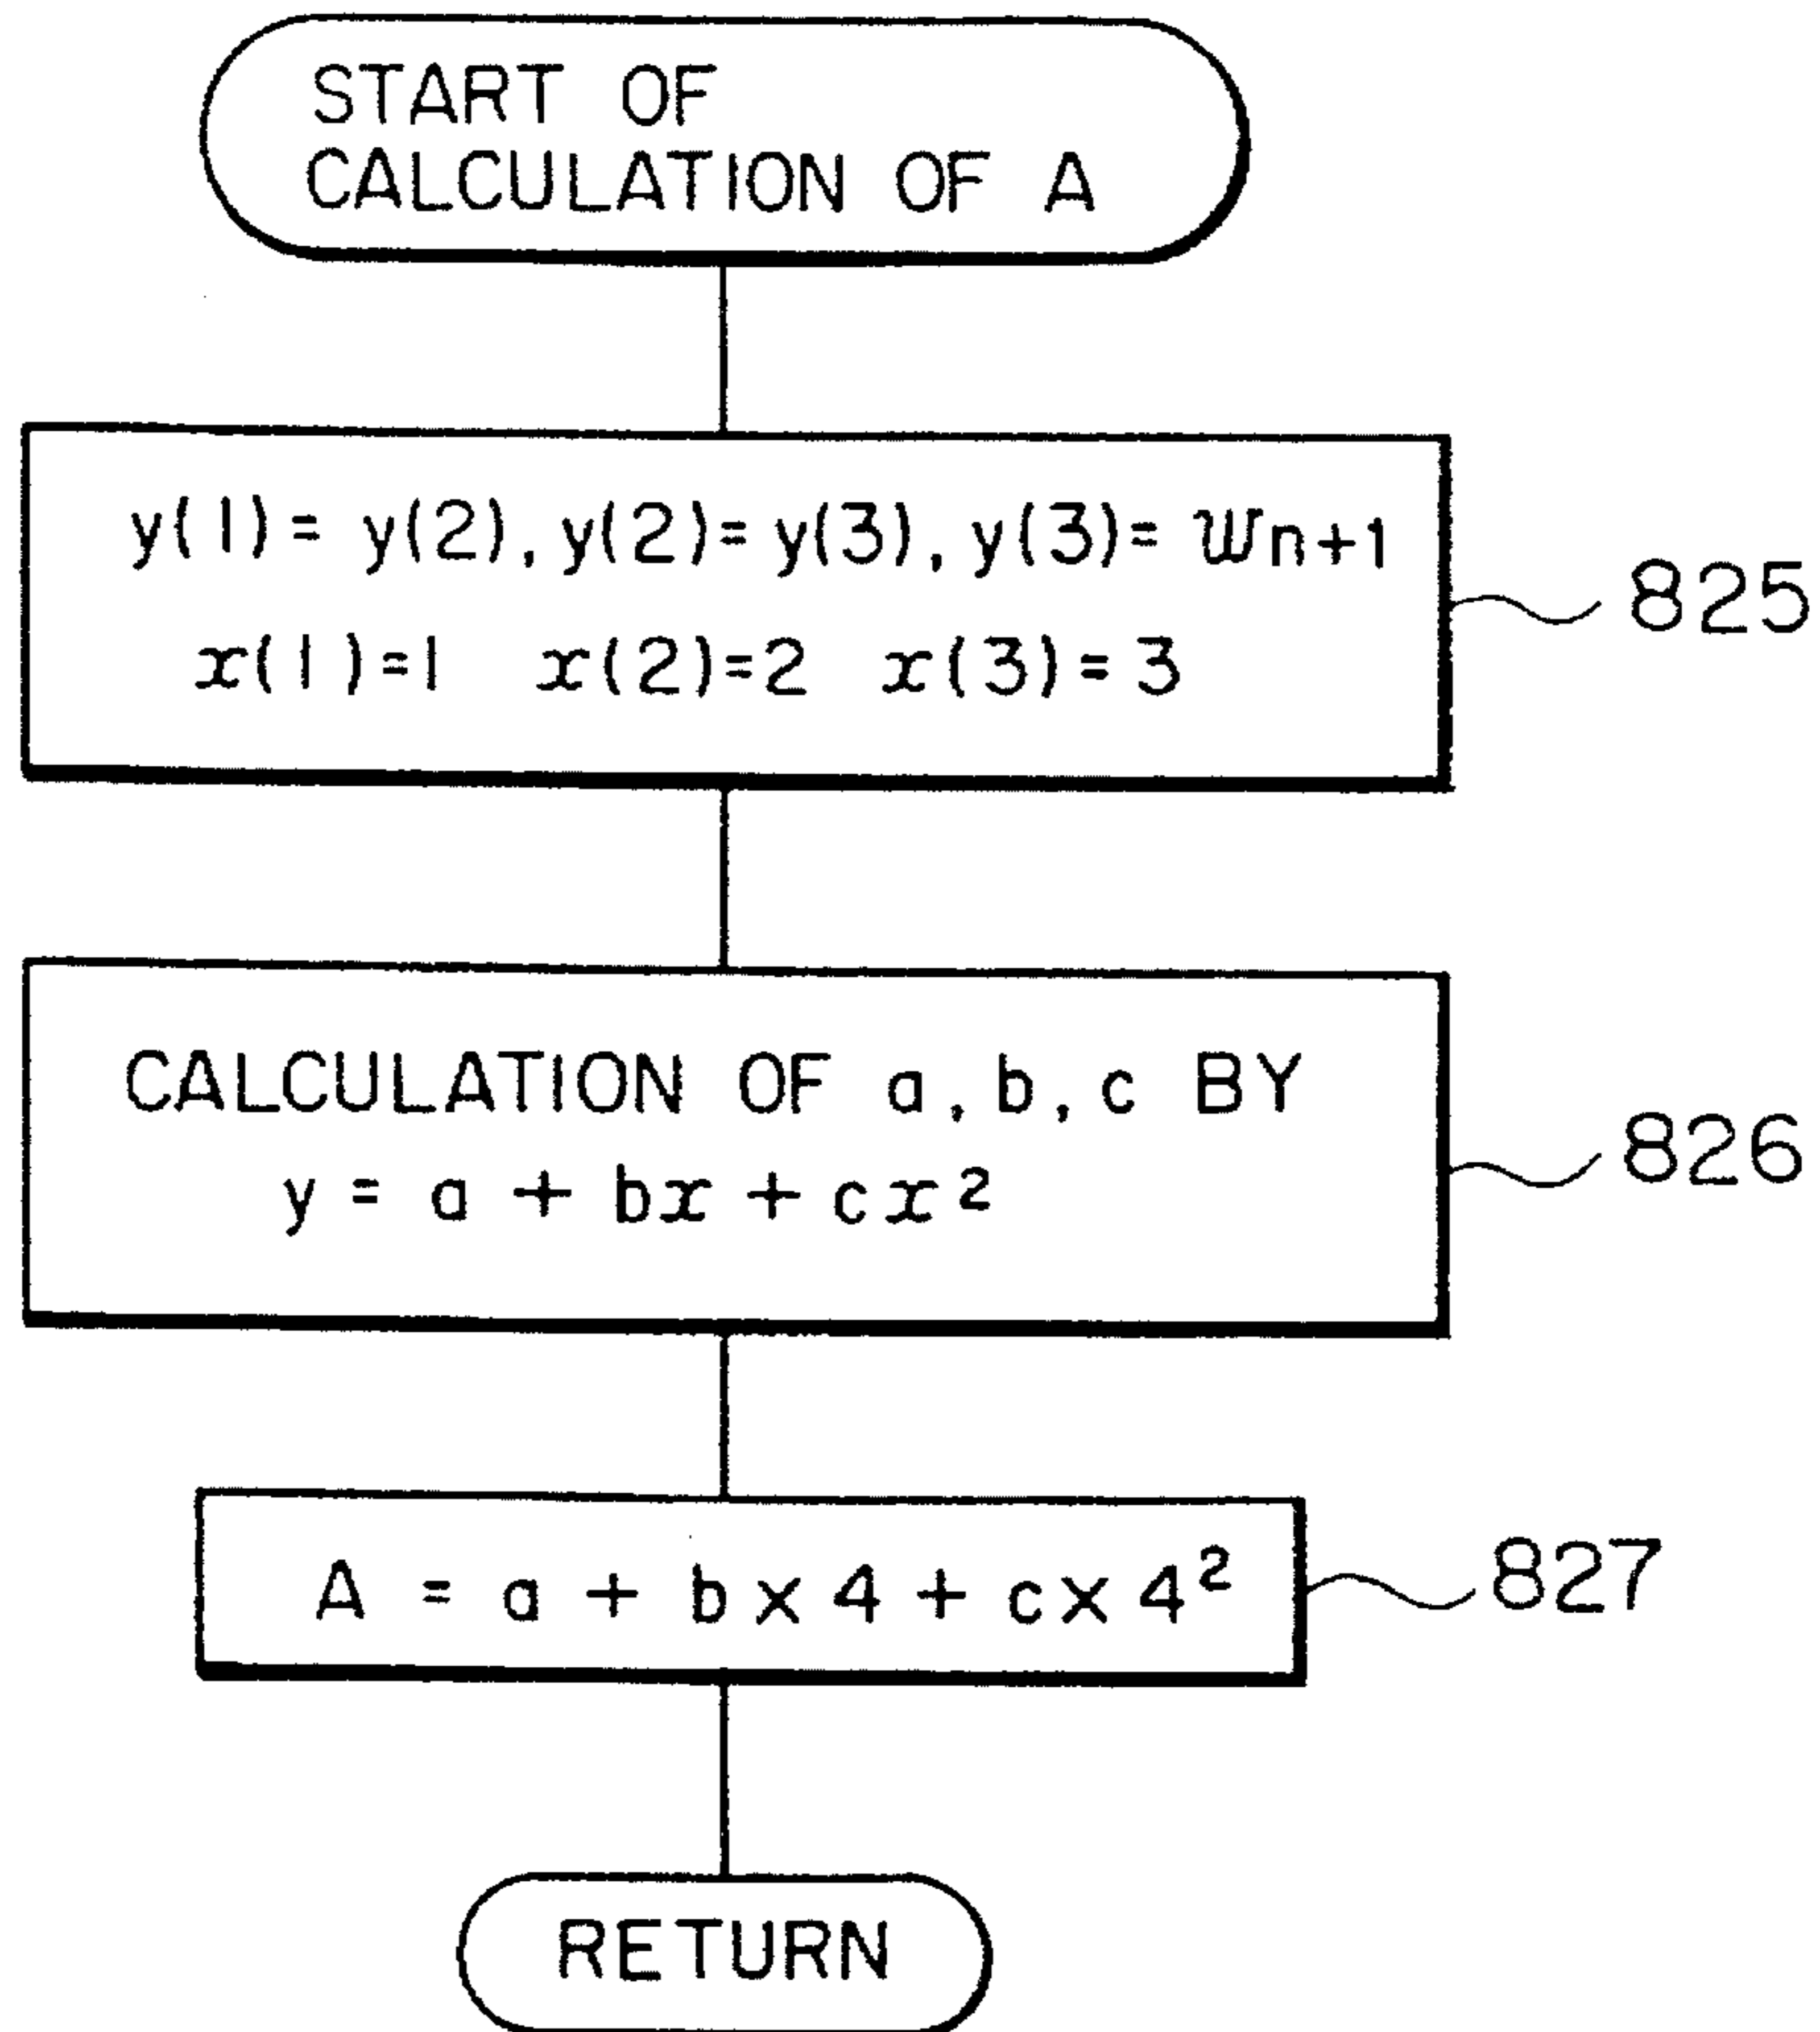 START OF
CALCULATION OF A
y(1)= y(2), y(2)= y(3), y(3)= Wn+1
x(1)=1 x(2)=2 x(3)=3
825
CALCULATION OF a, b, c BY
y = a + bx + cx²
826
A = a + b×4 + c×4²
827
RETURN